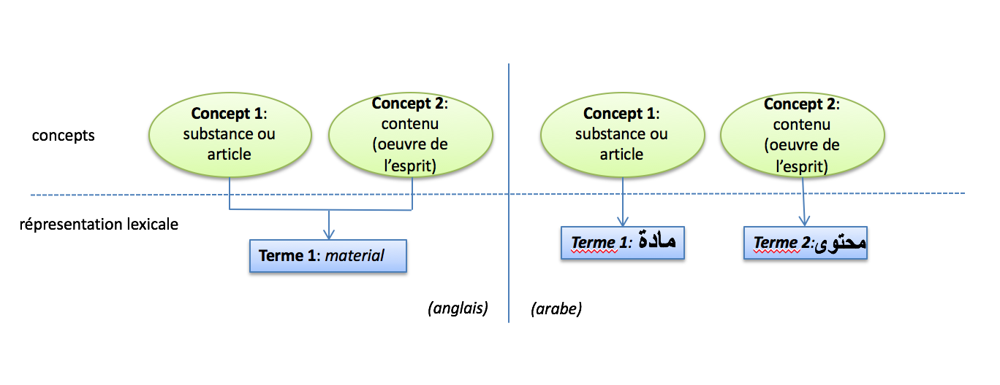 concepts
Concept 1:
substance ou
article
Concept 2:
contenu
(oeuvre de
l’esprit)
Concept 1:
substance ou
article
Concept 2:
contenu
(oeuvre de
l’esprit)
répresentation lexicale
Terme 1: material
Terme 1: مادة
Terme 2:محتوى
(anglais)
(arabe)